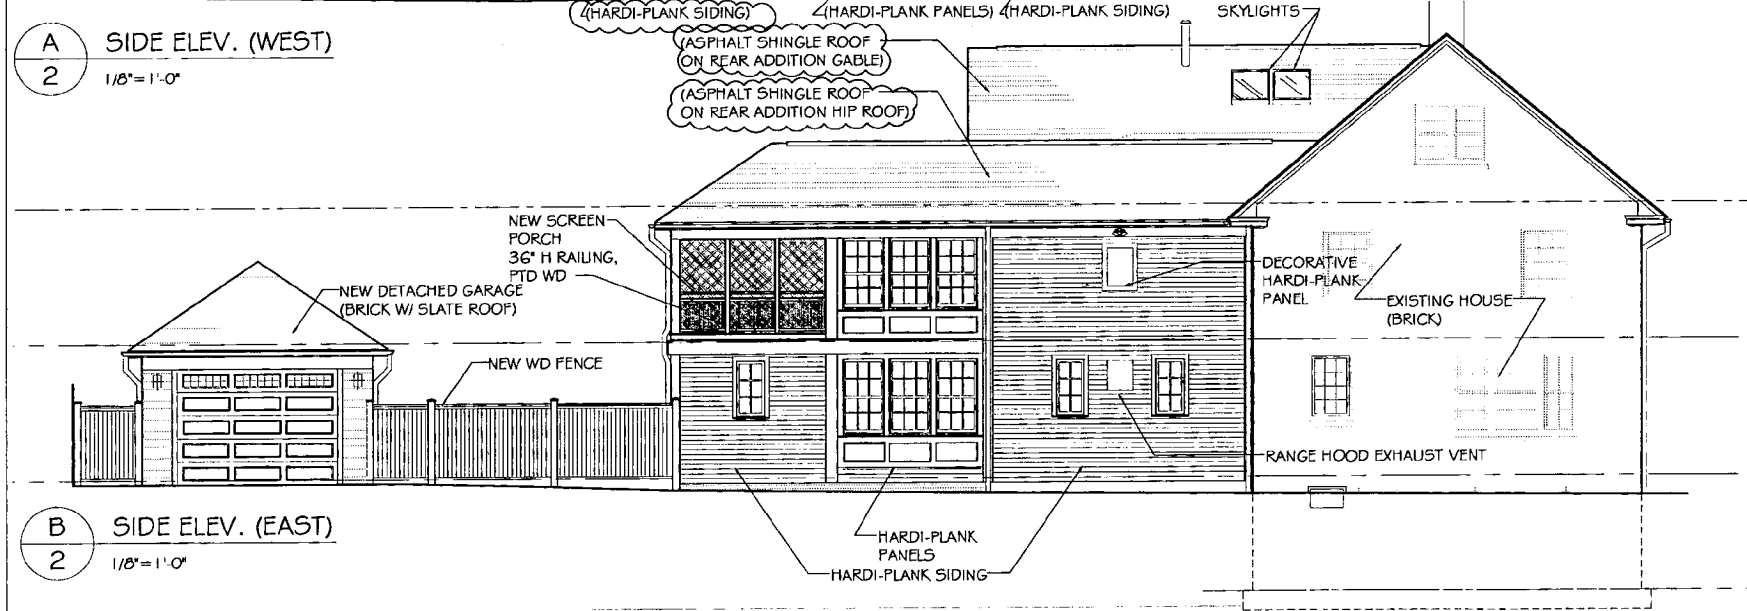 (HARDI-PLANK SIDING)
(HARDI-PLANK PANELS)
(HARDI-PLANK SIDING)
SKYLIGHTS
A
2
SIDE ELEV. (WEST)
1/8"=1'-0"
(ASPHALT SHINGLE ROOF
ON REAR ADDITION GABLE)
(ASPHALT SHINGLE ROOF
ON REAR ADDITION HIP ROOF)
NEW SCREEN
PORCH
36" H RAILING,
PTD WD
NEW DETACHED GARAGE
(BRICK W/ SLATE ROOF)
NEW WD FENCE
DECORATIVE
HARDI-PLANK
PANEL
EXISTING HOUSE
(BRICK)
RANGE HOOD EXHAUST VENT
HARDI-PLANK
PANELS
HARDI-PLANK SIDING
B
2
SIDE ELEV. (EAST)
1/8"=1'-0"